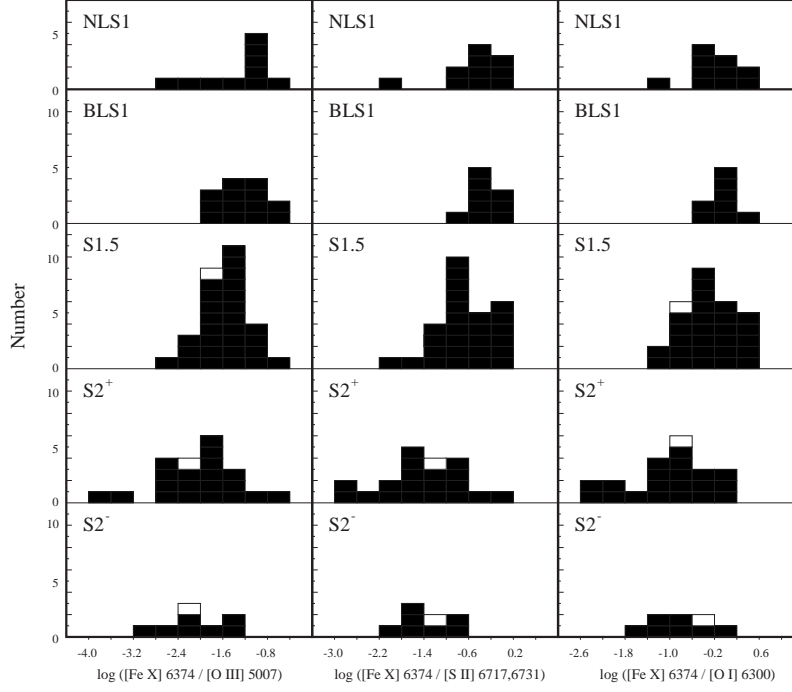 NLS1 NLS1 NLS1
5
0
BLS1 BLS1 BLS1
10
5
0
S1.5 S1.5 S1.5
10
5
0
Number
S2+ S2+ S2+
10
5
0
S2- S2- S2-
10
5
0
-4.0 -3.2 -2.4 -1.6 -0.8 -3.0 -2.2 -1.4 -0.6 0.2 -2.6 -1.8 -1.0 -0.2 0.6
log ([Fe X] 6374 / [O III] 5007) log ([Fe X] 6374 / [S II] 6717,6731) log ([Fe X] 6374 / [O I] 6300)